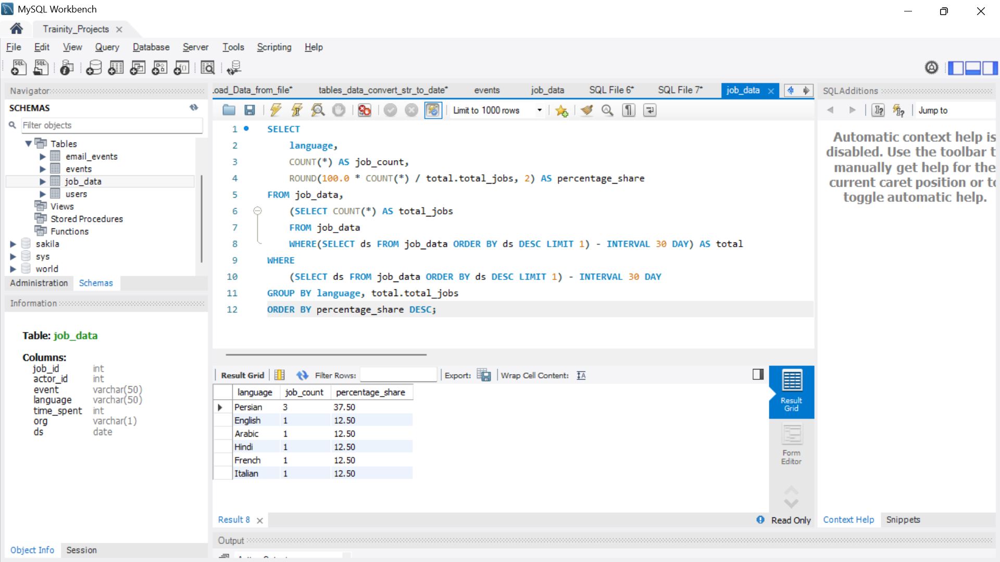 MySQL Workbench
Trainity_Projects
File Edit View Query Database Server Tools Scripting Help
Navigator
SCHEMAS
Filter objects
Tables
email_events
events
job_data
users
Views
Stored Procedures
Functions
sakila
sys
world
Administration Schemas
Information
Table: job_data
Columns:
job_id int
actor_id int
event varchar(50)
language varchar(50)
time_spent int
org varchar(1)
ds date
Object Info Session
oad_Data_from_file* tables_data_convert_str_to_date* events job_data SQL File 6* SQL File 7* job_data
Limit to 1000 rows
1 SELECT
2 language,
3 COUNT(*) AS job_count,
4 ROUND(100.0 * COUNT(*) / total.total_jobs, 2) AS percentage_share
5 FROM job_data,
6 (SELECT COUNT(*) AS total_jobs
7 FROM job_data
8 WHERE(SELECT ds FROM job_data ORDER BY ds DESC LIMIT 1) - INTERVAL 30 DAY) AS total
9 WHERE
10 (SELECT ds FROM job_data ORDER BY ds DESC LIMIT 1) - INTERVAL 30 DAY
11 GROUP BY language, total.total_jobs
12 ORDER BY percentage_share DESC;
Result Grid Filter Rows: Export: Wrap Cell Content:
language job_count percentage_share
Persian 3 37.50
English 1 12.50
Arabic 1 12.50
Hindi 1 12.50
French 1 12.50
Italian 1 12.50
Result
Grid
Form
Editor
Result 8
Read Only
Output
SQLAdditions
Jump to
Automatic context help is
disabled. Use the toolbar t
manually get help for the
current caret position or to
toggle automatic help.
Context Help Snippets